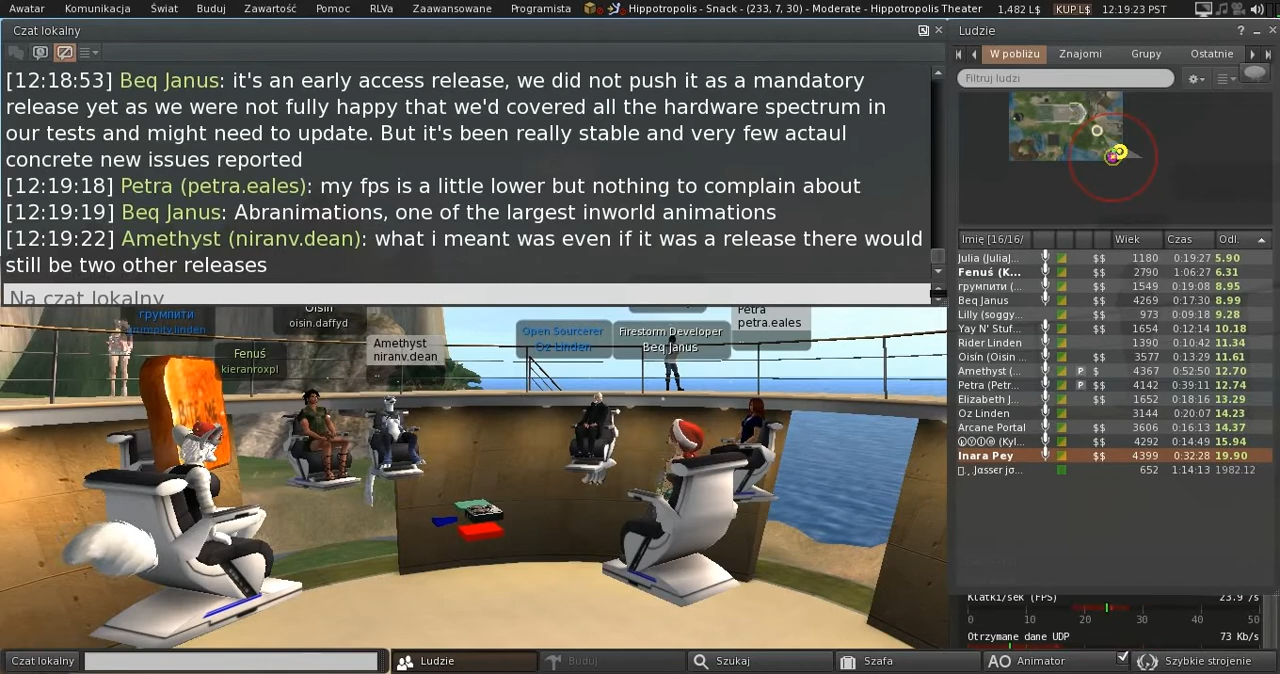 Awatar Komunikacja Świat Buduj Zawartość Pomoc RLVa Zaawansowane Programista Hippotropolis - Snack - (233, 7, 30) - Moderate - Hippotropolis Theater 1,482 L$ KUP L$ 12:19:23 PST
Czat lokalny
[12:18:53] Beq Janus: it's an early access release, we did not push it as a mandatory
release yet as we were not fully happy that we'd covered all the hardware spectrum in
our tests and might need to update. But it's been really stable and very few actaul
concrete new issues reported
[12:19:18] Petra (petra.eales): my fps is a little lower but nothing to complain about
[12:19:19] Beq Janus: Abranimations, one of the largest inworld animations
[12:19:22] Amethyst (niranv.dean): what i meant was even if it was a release there would
still be two other releases
Na czat lokalny
грумпити
grumpity.linden
Oisin
oisin.daffyd
Fenuś
kieranroxpl
Amethyst
niranv.dean
Open Sourcerer
Oz Linden
Firestorm Developer
Beq Janus
Petra
petra.eales
Ludzie ?
W pobliżu Znajomi Grupy Ostatnie
Filtruj ludzi
Imię [16/16/ Wiek Czas Odl.
Julia (JuliaJ... $$ 1180 0:19:27 5.90
Fenuś (K... $$ 2790 1:06:27 6.31
грумпити (... $$ 1549 0:19:08 8.95
Beq Janus $$ 4269 0:17:30 8.99
Lilly (soggy... $$ 973 0:09:18 9.28
Yay N' Stuf... $$ 1654 0:12:14 10.18
Rider Linden 1390 0:10:42 11.34
Oisín (Oisin ... $$ 3577 0:13:29 11.61
Amethyst (... P $ 4367 0:52:50 12.70
Petra (Petr... P $$ 4142 0:39:11 12.74
Elizabeth J... $$ 1652 0:18:16 13.29
Oz Linden 3144 0:20:07 14.23
Arcane Portal $$ 3606 0:16:13 14.37
(Kyl... $$ 4292 0:14:49 15.94
Inara Pey $$ 4399 0:32:28 19.90
652 1:14:13 1982.12
Klatki/sek (FPS) 23.9 /s
0 10 20 30 40 50
Otrzymane dane UDP 73 Kb/s
Czat lokalny Ludzie Buduj Szukaj Szafa AO Animator Szybkie strojenie